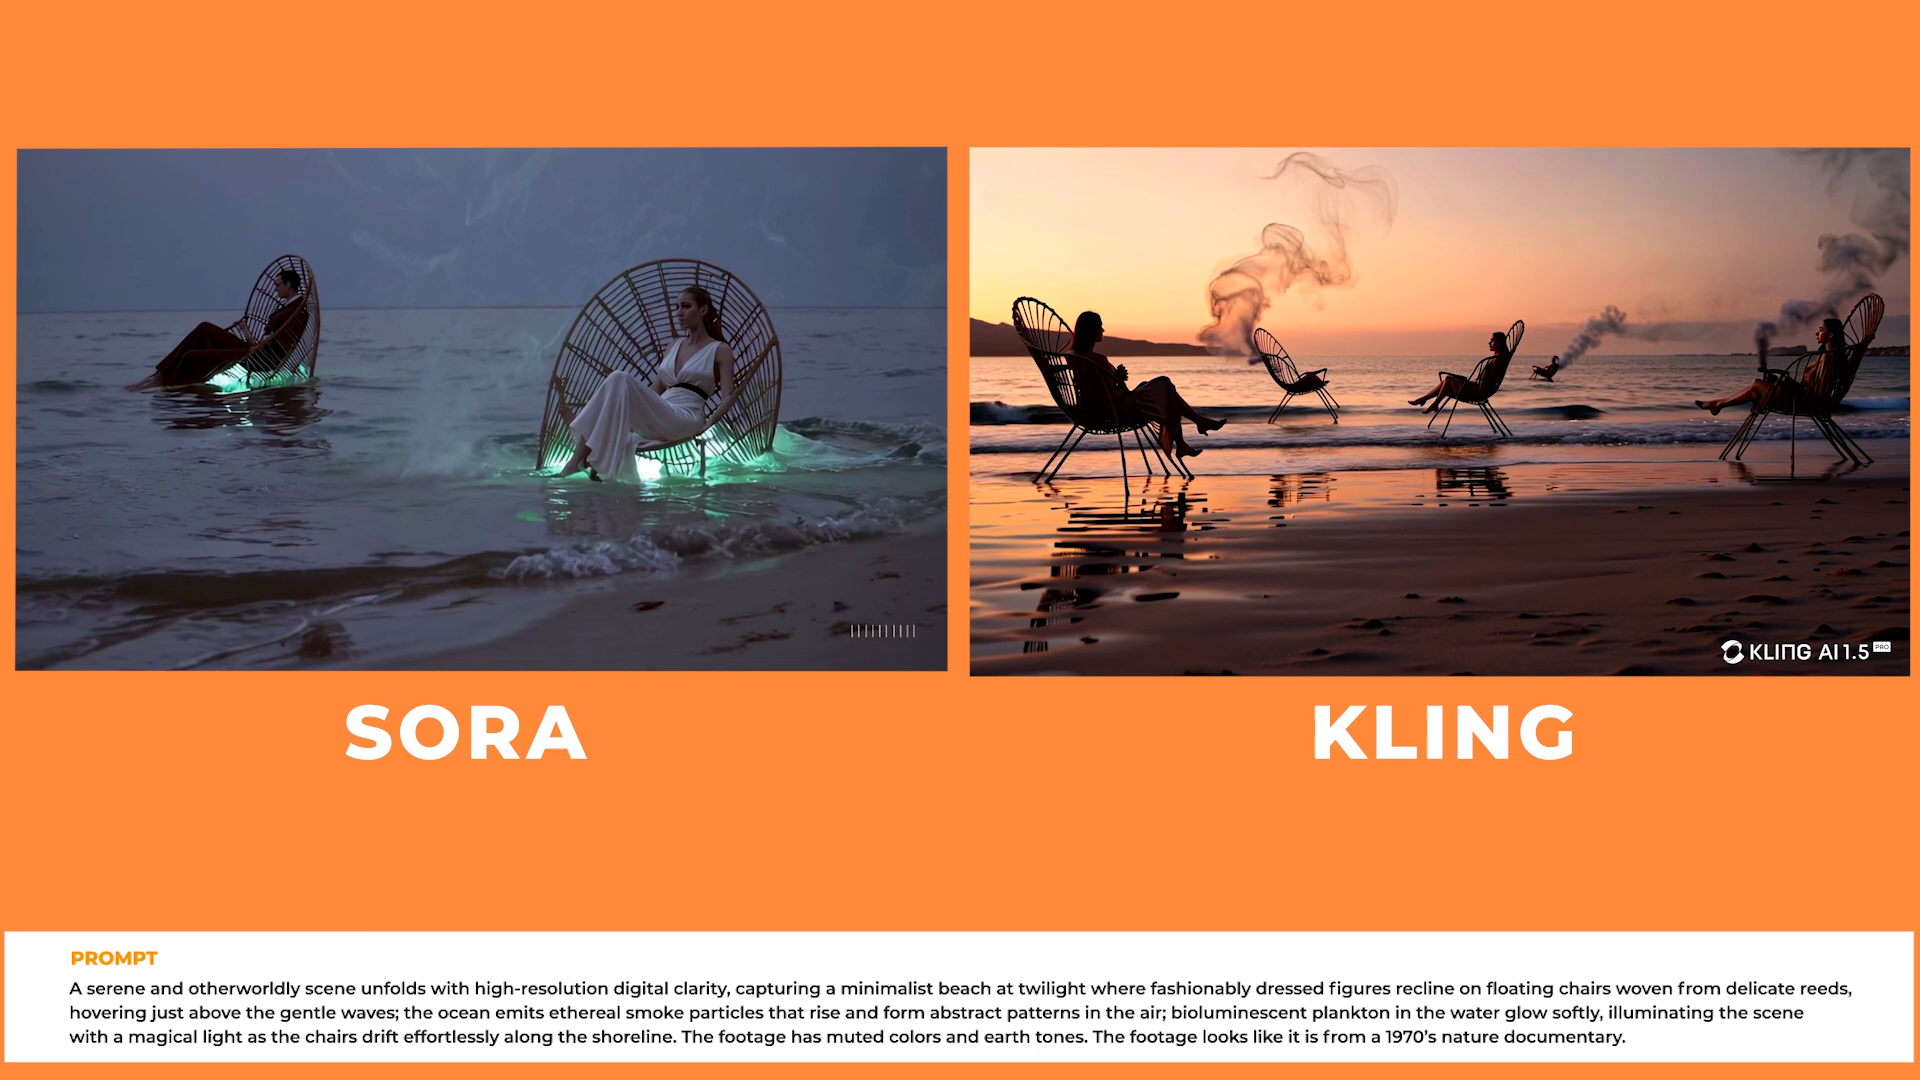 KLING AI 1.5 PRO
SORA
KLING
PROMPT
A serene and otherworldly scene unfolds with high-resolution digital clarity, capturing a minimalist beach at twilight where fashionably dressed figures recline on floating chairs woven from delicate reeds,
hovering just above the gentle waves; the ocean emits ethereal smoke particles that rise and form abstract patterns in the air; bioluminescent plankton in the water glow softly, illuminating the scene
with a magical light as the chairs drift effortlessly along the shoreline. The footage has muted colors and earth tones. The footage looks like it is from a 1970’s nature documentary.